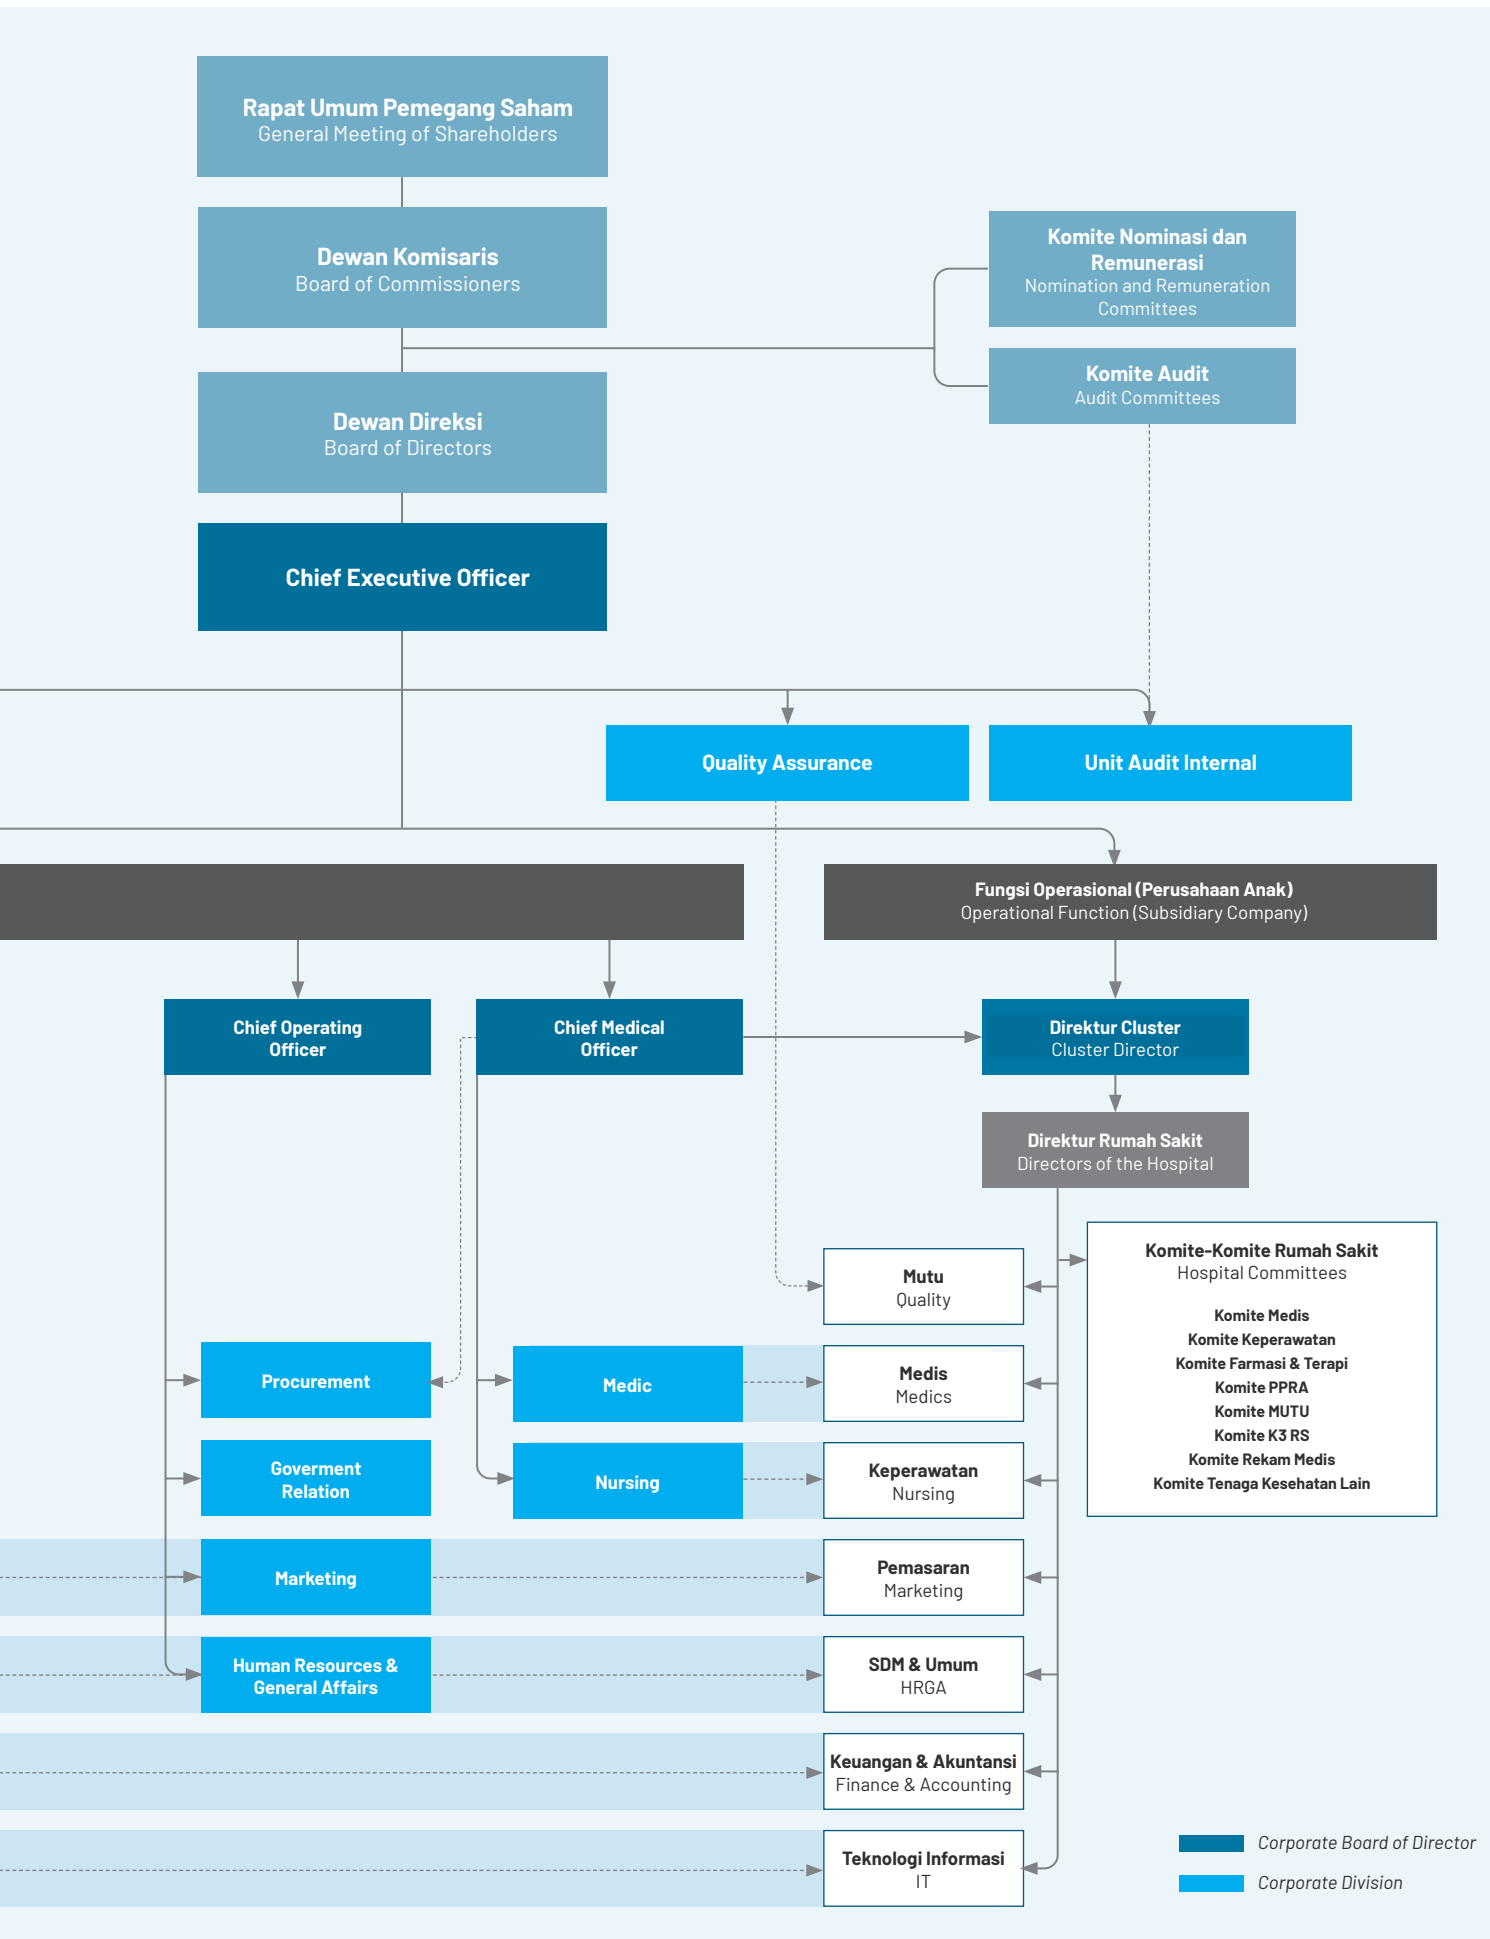 Rapat Umum Pemegang Saham
General Meeting of Shareholders
Dewan Komisaris
Board of Commissioners
Komite Nominasi dan
Remunerasi
Nomination and Remuneration
Committees
Komite Audit
Audit Committees
Dewan Direksi
Board of Directors
Chief Executive Officer
Quality Assurance
Unit Audit Internal
Fungsi Operasional (Perusahaan Anak)
Operational Function (Subsidiary Company)
Chief Operating
Officer
Chief Medical
Officer
Direktur Cluster
Cluster Director
Direktur Rumah Sakit
Directors of the Hospital
Komite-Komite Rumah Sakit
Hospital Committees
Komite Medis
Komite Keperawatan
Komite Farmasi & Terapi
Komite PPRA
Komite MUTU
Komite K3 RS
Komite Rekam Medis
Komite Tenaga Kesehatan Lain
Mutu
Quality
Procurement
Medic
Medis
Medics
Goverment
Relation
Nursing
Keperawatan
Nursing
Marketing
Pemasaran
Marketing
Human Resources &
General Affairs
SDM & Umum
HRGA
Keuangan & Akuntansi
Finance & Accounting
Teknologi Informasi
IT
Corporate Board of Director
Corporate Division